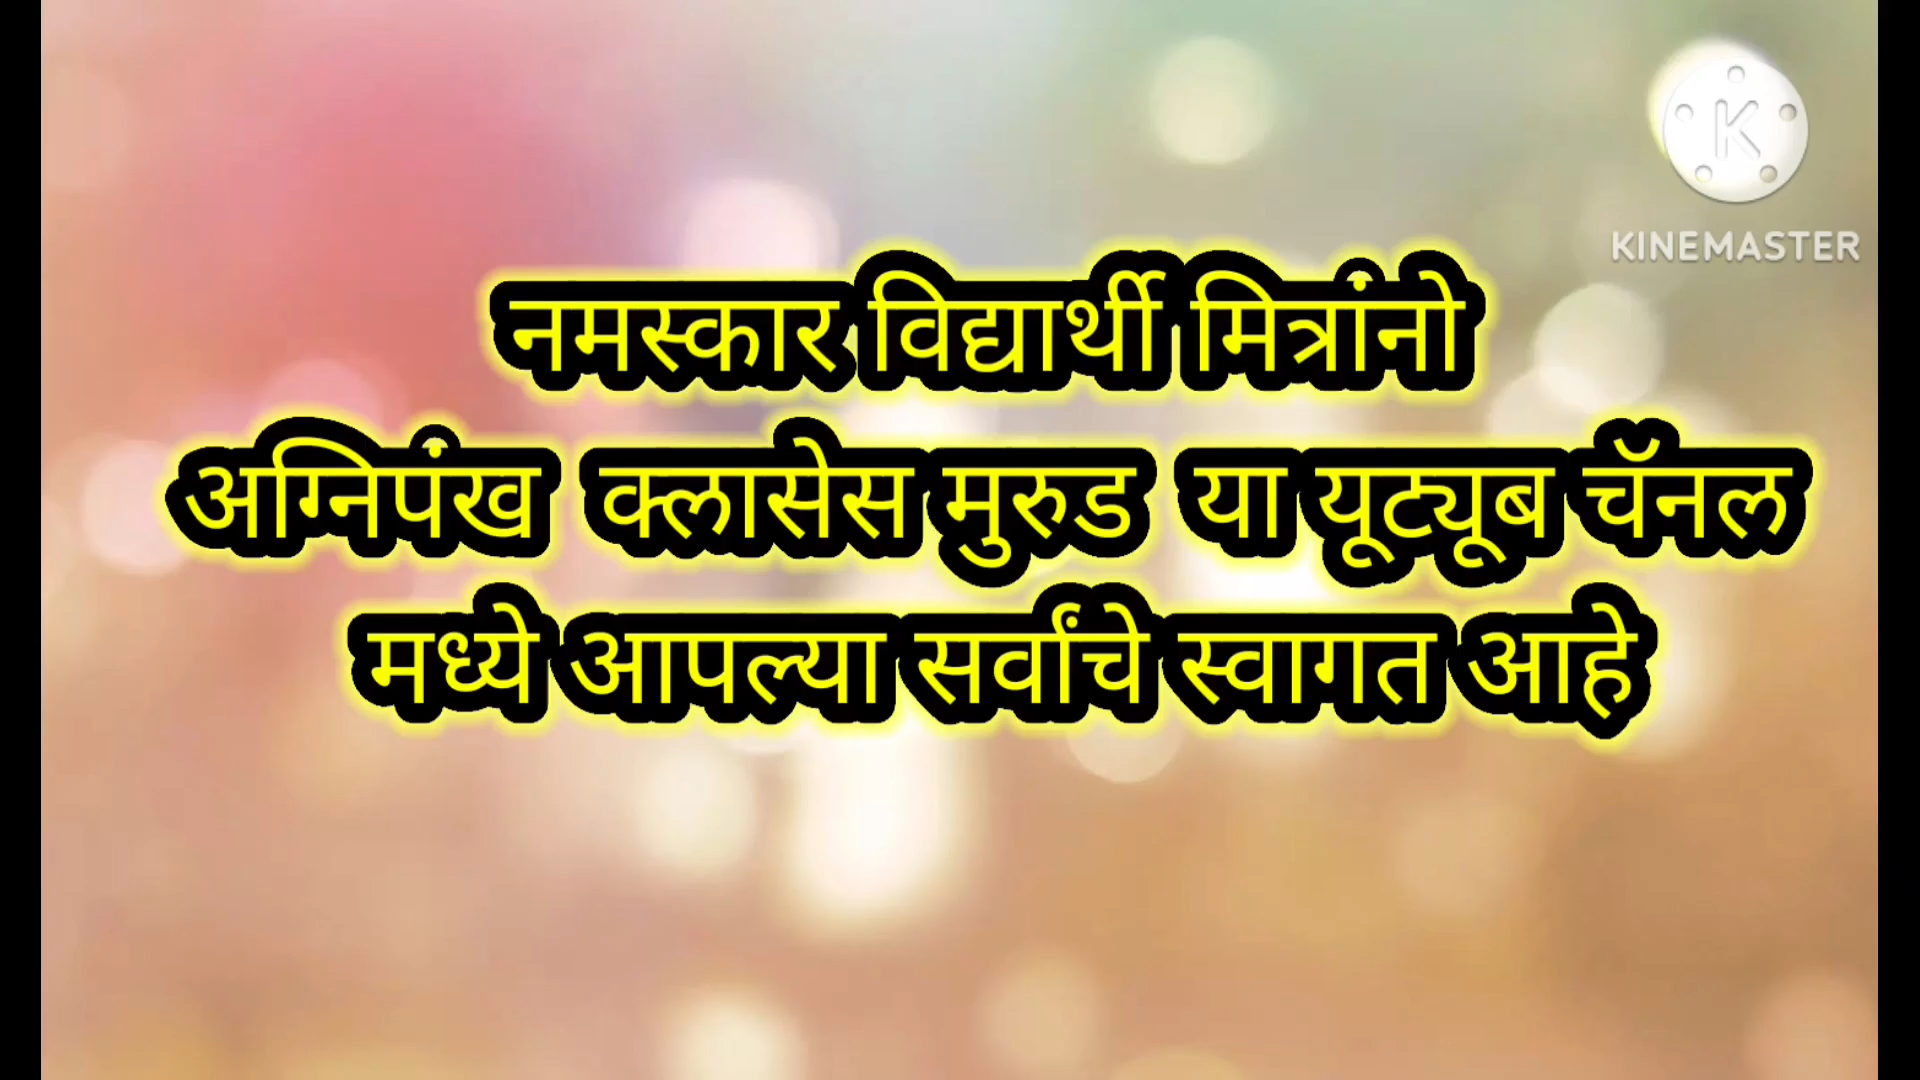 KINEMASTER
नमस्कार विद्यार्थी मित्रांनो
अग्निपंख क्लासेस मुरुड या यूट्यूब चॅनल
मध्ये आपल्या सर्वांचे स्वागत आहे